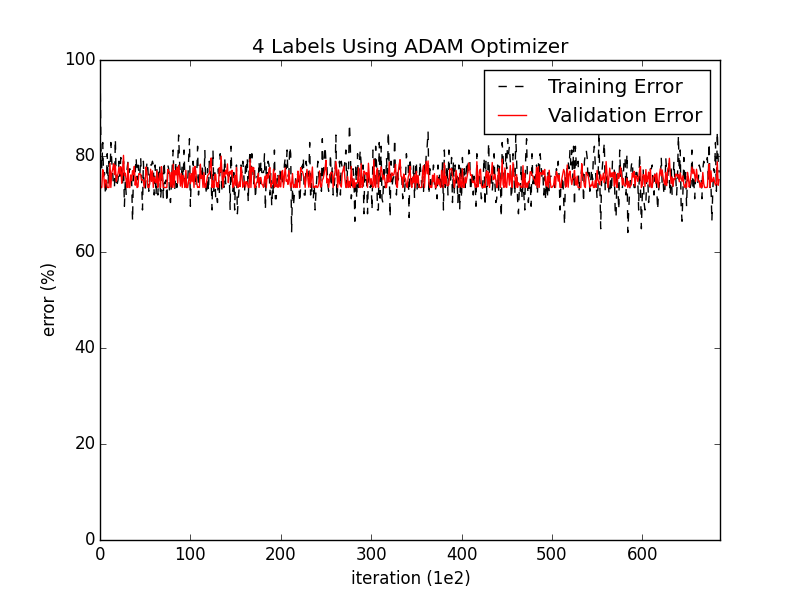 4 Labels Using ADAM Optimizer
100
80
60
40
20
0
error (%)
Training Error
Validation Error
0 100 200 300 400 500 600
iteration (1e2)